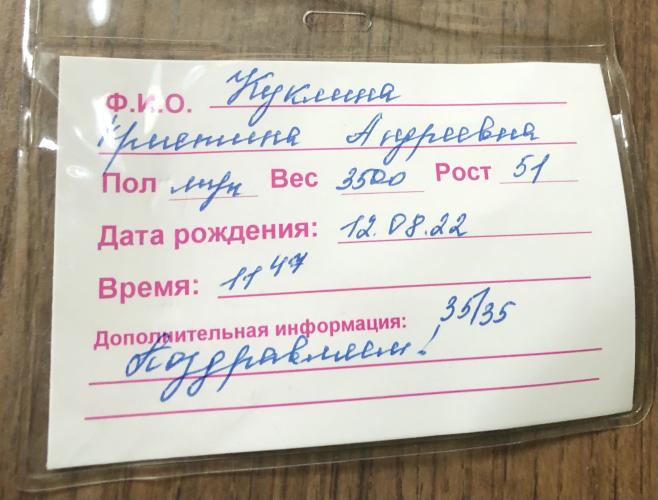 Ф.И.О. Куклина
Кристина Андреевна
Пол муж Вес 3500 Рост 51
Дата рождения: 12.08.22
Время: 11 47
Дополнительная информация: 35/35
Поздравляем!